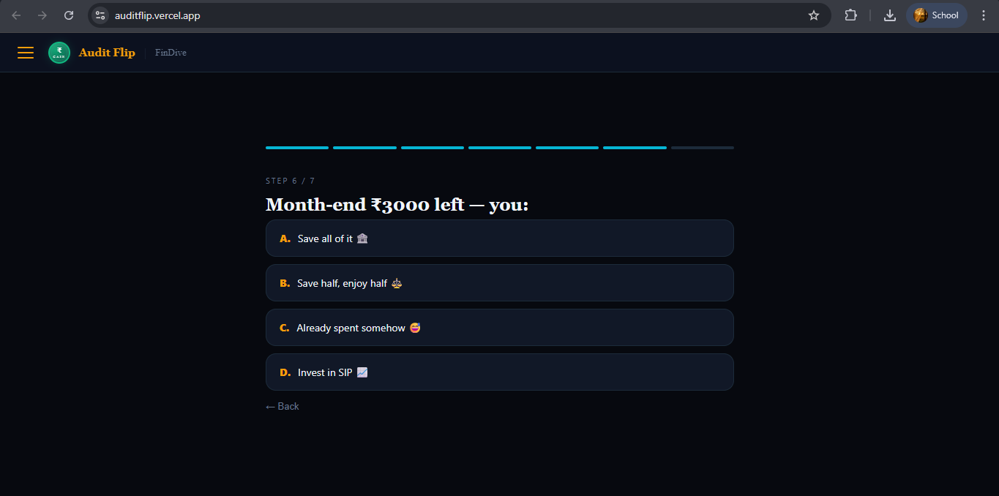 auditflip.vercel.app
School
₹
CASH
Audit Flip
FinDive
STEP 6 / 7
Month-end ₹3000 left — you:
A. Save all of it 🏦
B. Save half, enjoy half ⚖️
C. Already spent somehow 😅
D. Invest in SIP 📈
← Back